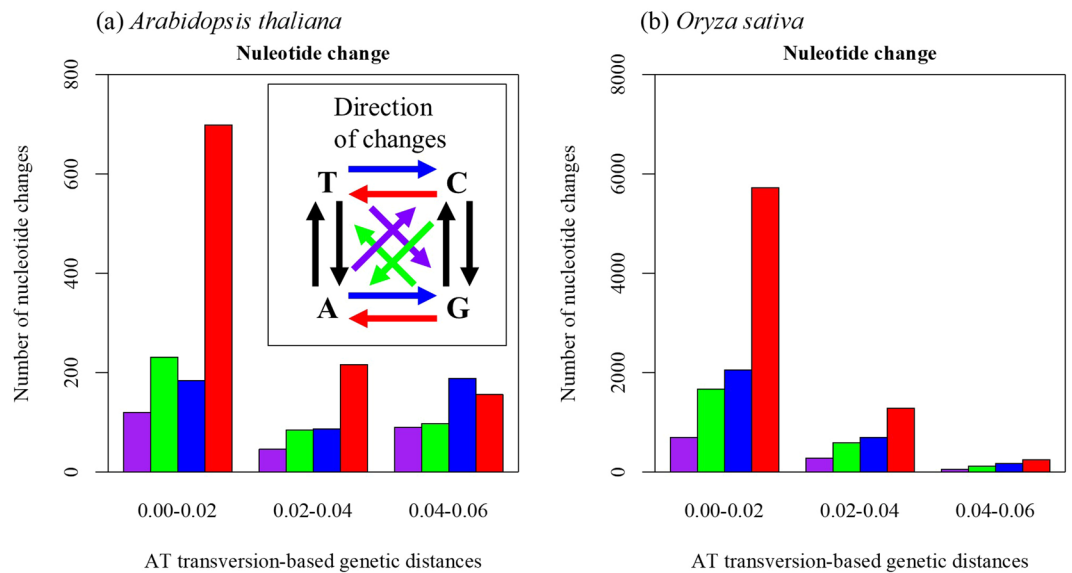 (a) Arabidopsis thaliana
Nuleotide change
Number of nucleotide changes
800
600
400
200
0
Direction
of changes
T C
A G
0.00-0.02 0.02-0.04 0.04-0.06
AT transversion-based genetic distances
(b) Oryza sativa
Nuleotide change
Number of nucleotide changes
8000
6000
4000
2000
0
0.00-0.02 0.02-0.04 0.04-0.06
AT transversion-based genetic distances